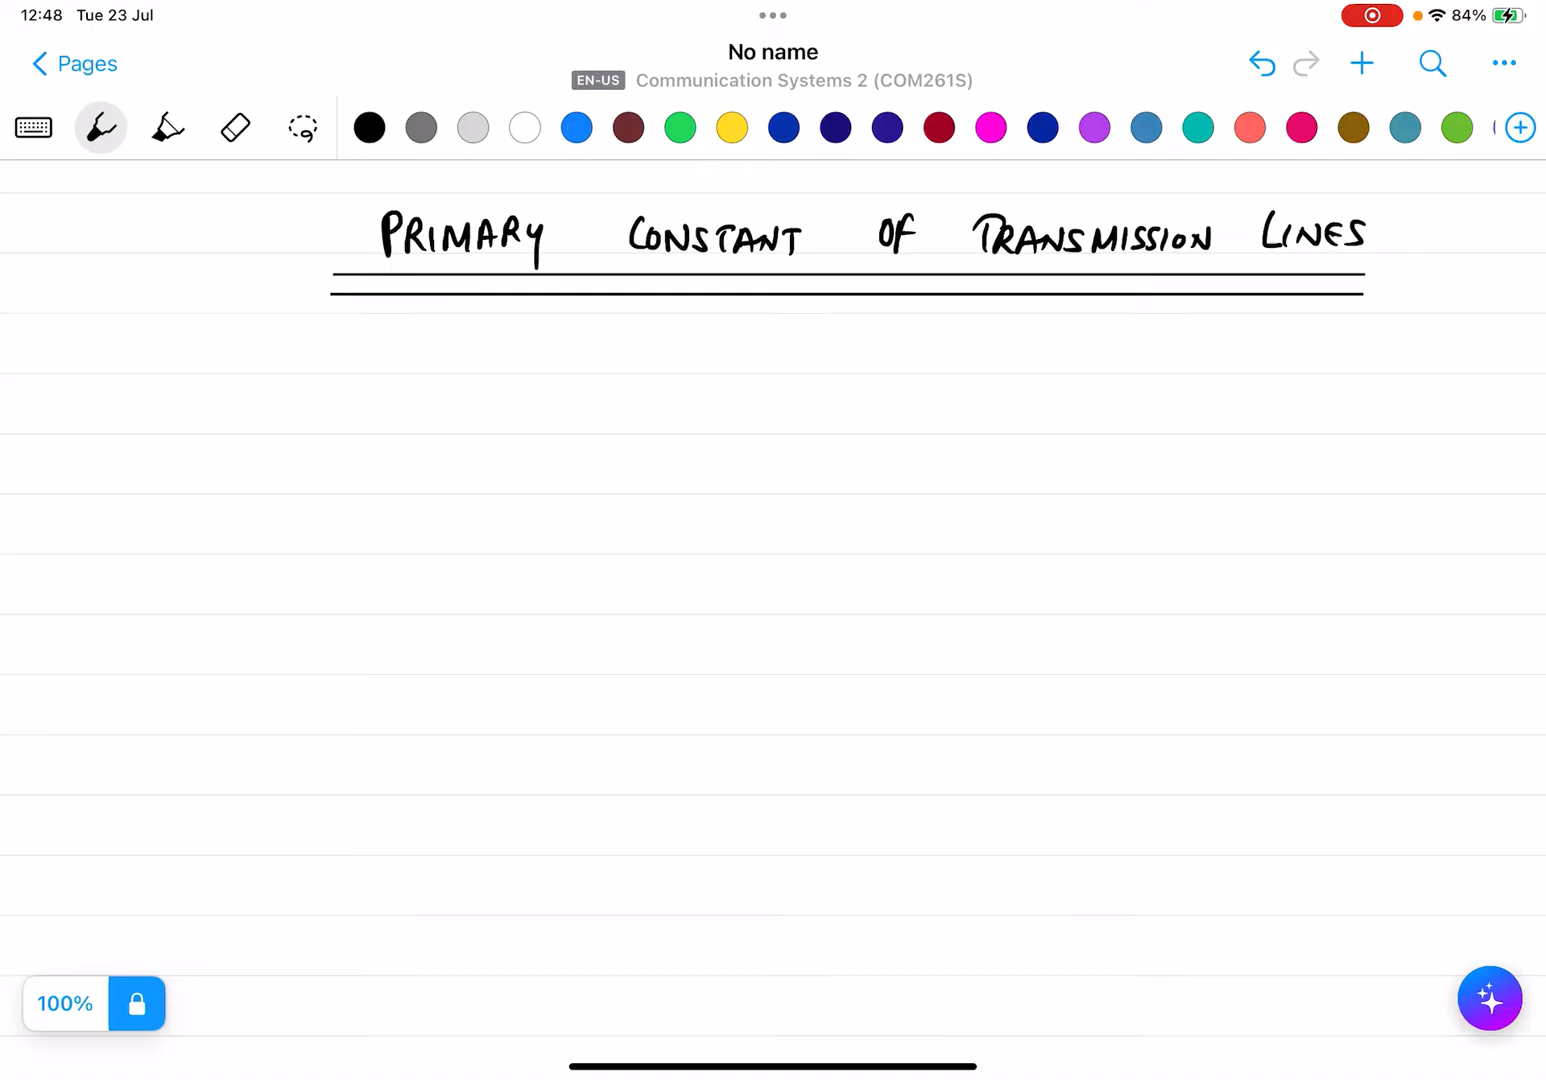 12:48 Tue 23 Jul
84%
Pages
No name
EN-US Communication Systems 2 (COM261S)
PRIMARY CONSTANT OF TRANSMISSION LINES
100%